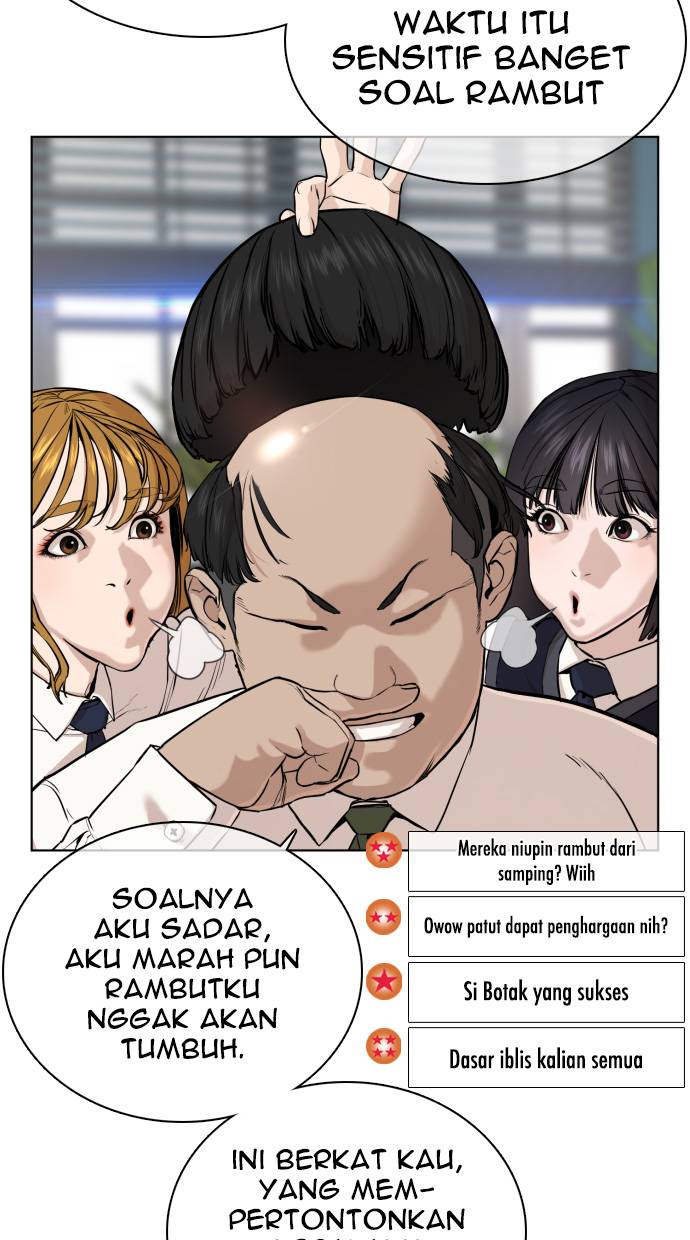 WAKTU ITU
SENSITIF BANGET
SOAL RAMBUT
SOALNYA
AKU SADAR,
AKU MARAH PUN
RAMBUTKU
NGGAK AKAN
TUMBUH.
Mereka niupin rambut dari
samping? Wiih
Owow patut dapat penghargaan nih?
Si Botak yang sukses
Dasar iblis kalian semua
INI BERKAT KAU,
YANG MEM-
PERTONTONKAN